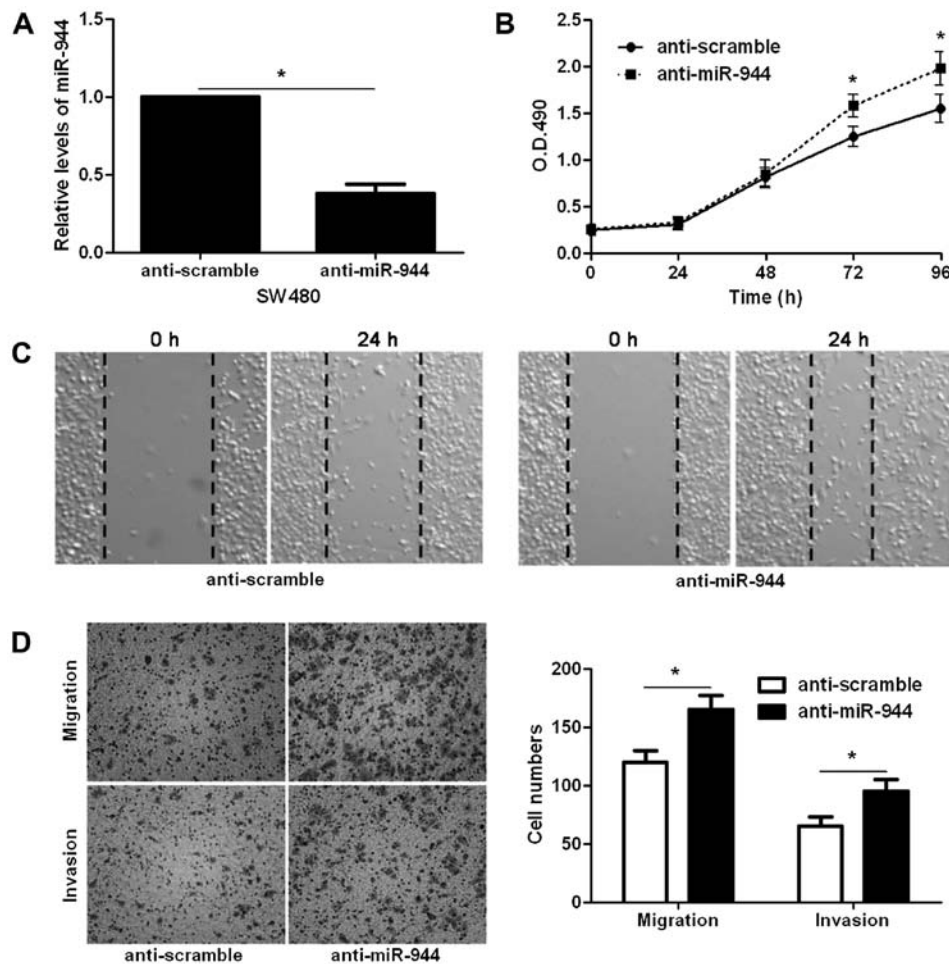 A
Relative levels of miR-944
1.5
1.0
0.5
0.0
*
anti-scramble anti-miR-944
SW480
B
O.D.490
2.5
2.0
1.5
1.0
0.5
0.0
anti-scramble
anti-miR-944
*
*
0 24 48 72 96
Time (h)
C
0 h 24 h
anti-scramble
0 h 24 h
anti-miR-944
D
Migration
Invasion
anti-scramble anti-miR-944
Cell numbers
200
150
100
50
0
*
*
anti-scramble
anti-miR-944
Migration Invasion